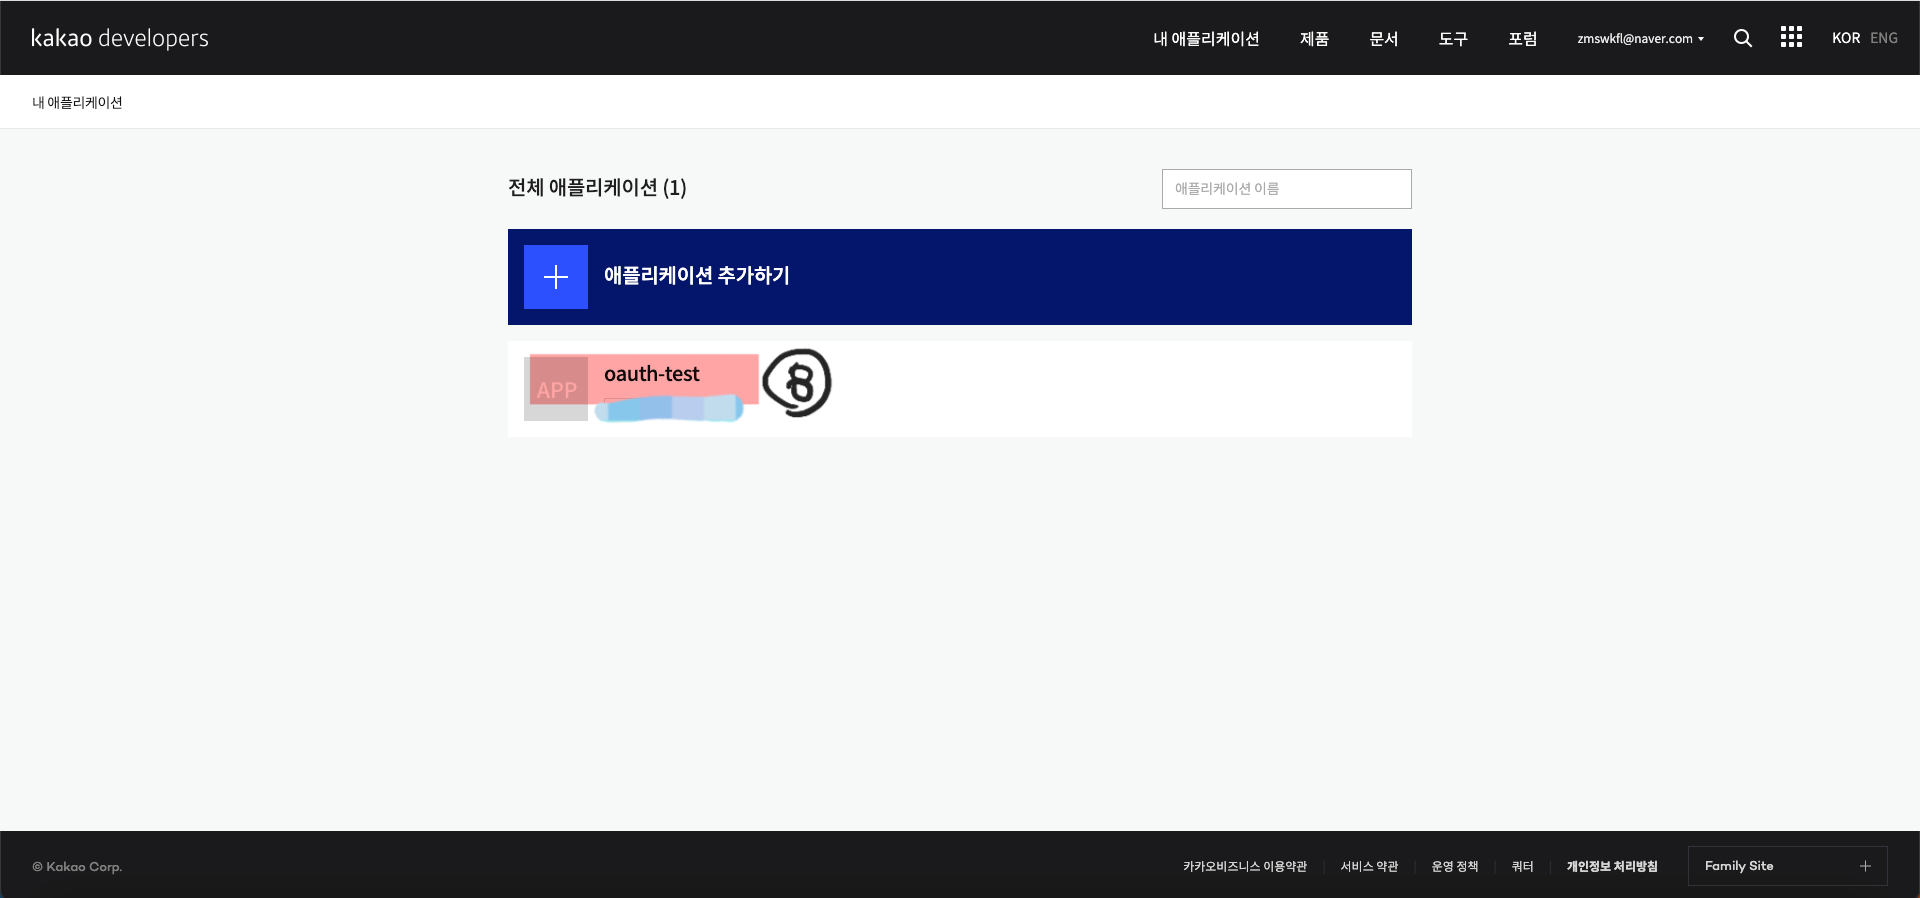 kakao developers
내 애플리케이션 제품 문서 도구 포럼 zmswkfl@naver.com KOR ENG
내 애플리케이션
전체 애플리케이션 (1)
애플리케이션 이름
애플리케이션 추가하기
APP
oauth-test
8
© Kakao Corp.
카카오비즈니스 이용약관 서비스 약관 운영 정책 쿼터 개인정보 처리방침 Family Site